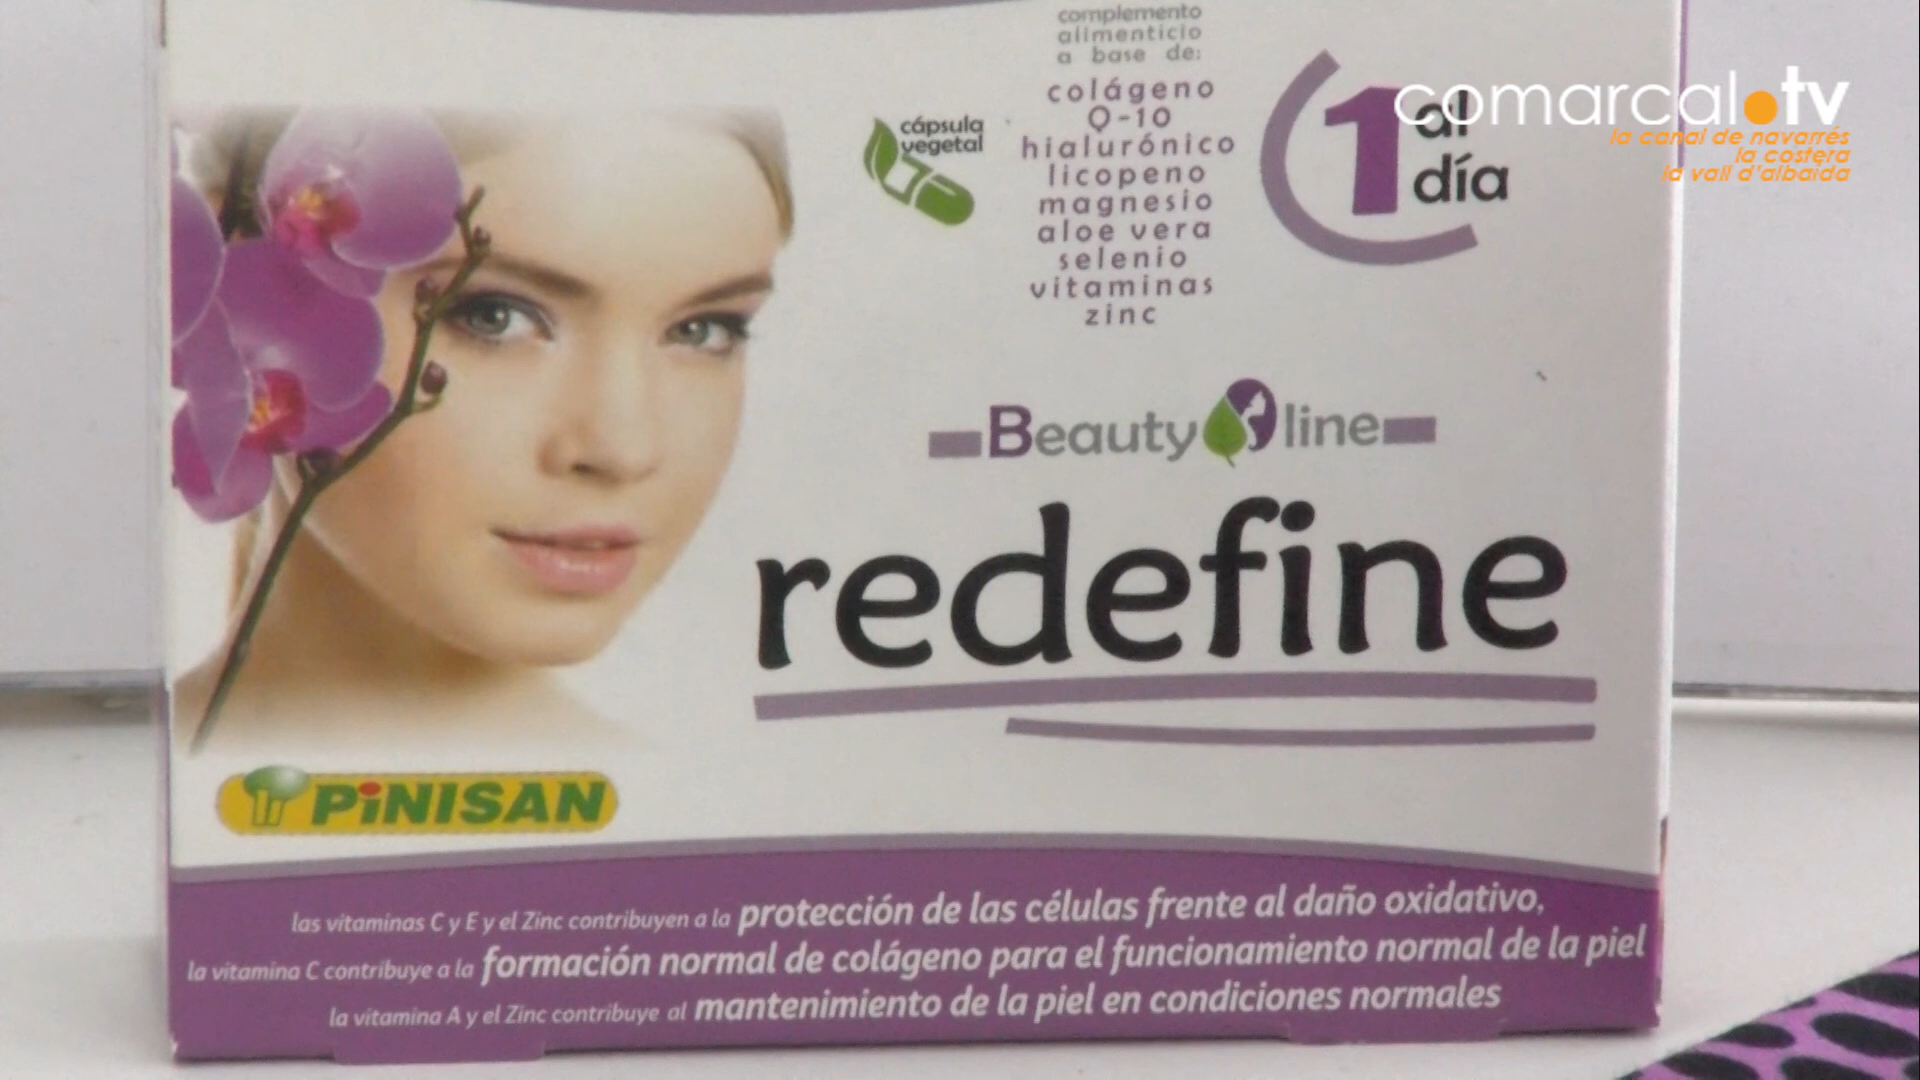 complemento
alimenticio
a base de:
colágeno
Q-10
hialurónico
licopeno
magnesio
aloe vera
selenio
vitaminas
zinc
cápsula
vegetal
1 al
día
comarcal.tv
la canal de navarrés
la costera
la vall d'albaida
Beauty line
redefine
PiNISAN
las vitaminas C y E y el Zinc contribuyen a la protección de las células frente al daño oxidativo,
la vitamina C contribuye a la formación normal de colágeno para el funcionamiento normal de la piel
la vitamina A y el Zinc contribuye al mantenimiento de la piel en condiciones normales